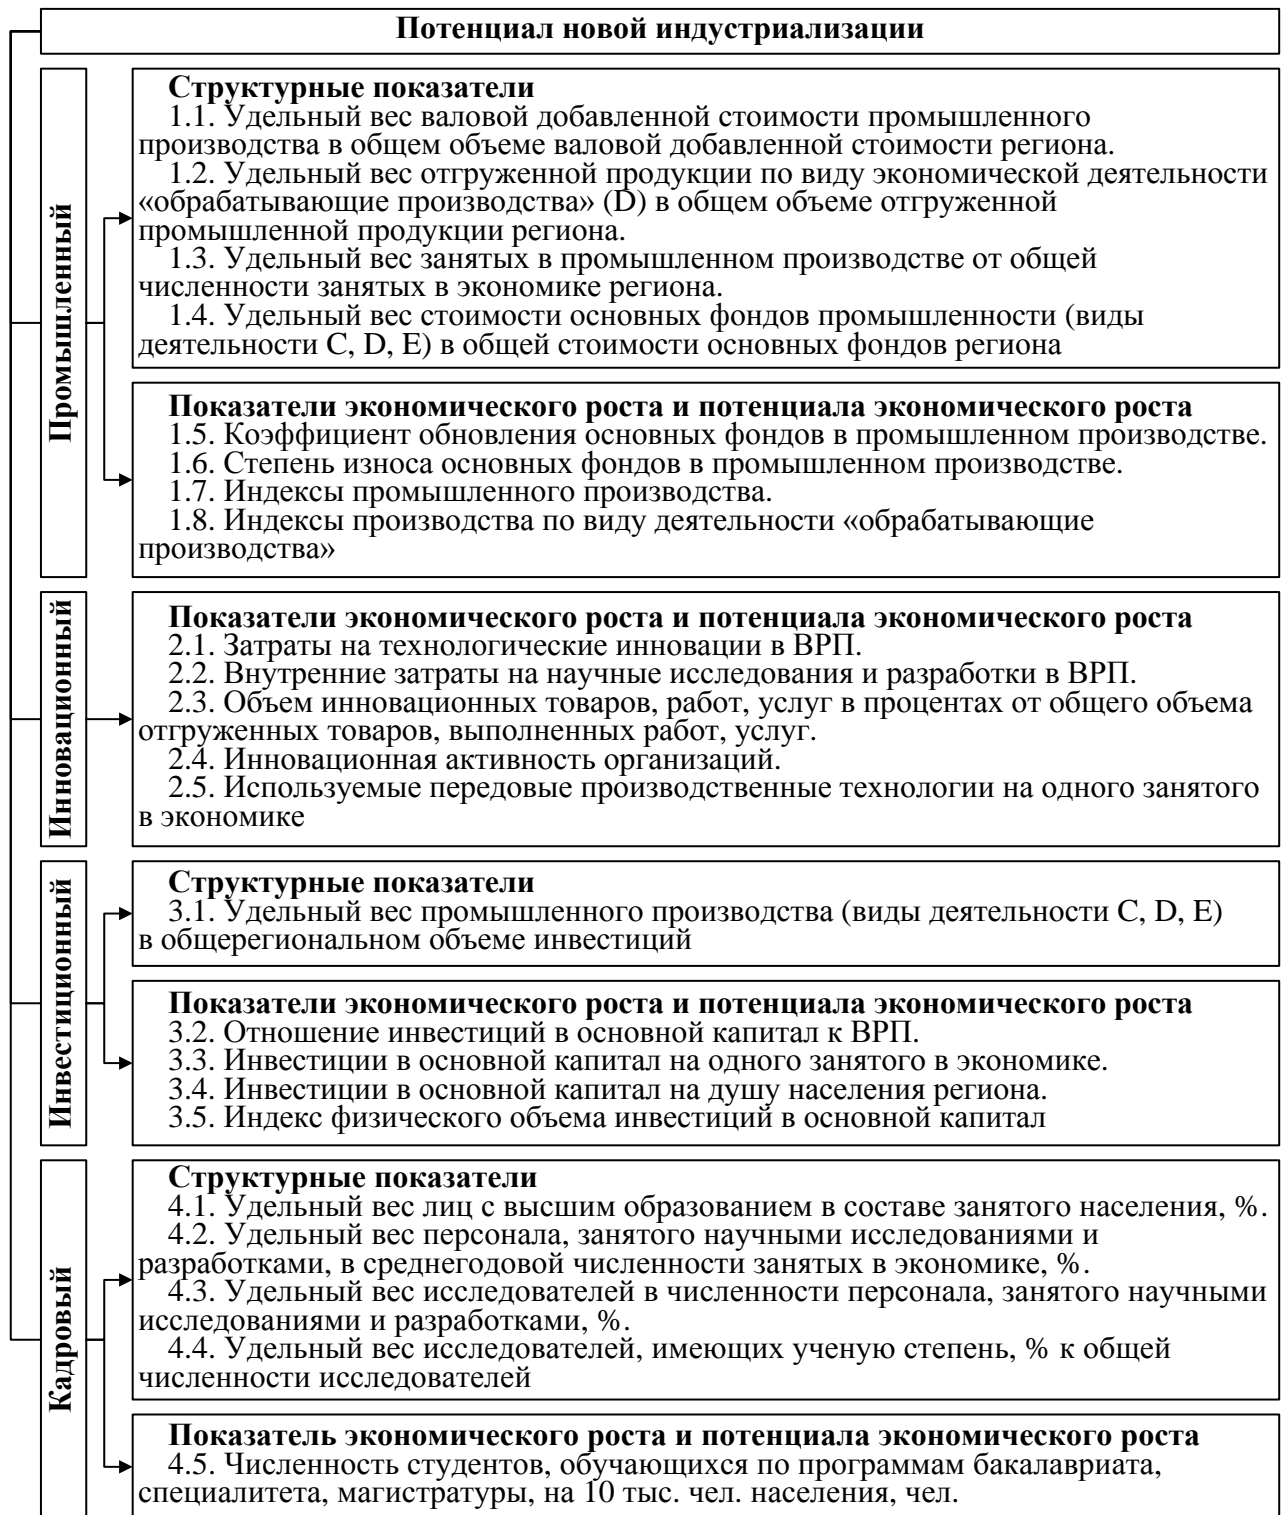 Потенциал новой индустриализации
Промышленный
Структурные показатели
1.1. Удельный вес валовой добавленной стоимости промышленного
производства в общем объеме валовой добавленной стоимости региона.
1.2. Удельный вес отгруженной продукции по виду экономической деятельности
«обрабатывающие производства» (D) в общем объеме отгруженной
промышленной продукции региона.
1.3. Удельный вес занятых в промышленном производстве от общей
численности занятых в экономике региона.
1.4. Удельный вес стоимости основных фондов промышленности (виды
деятельности C, D, E) в общей стоимости основных фондов региона
Показатели экономического роста и потенциала экономического роста
1.5. Коэффициент обновления основных фондов в промышленном производстве.
1.6. Степень износа основных фондов в промышленном производстве.
1.7. Индексы промышленного производства.
1.8. Индексы производства по виду деятельности «обрабатывающие
производства»
Инновационный
Показатели экономического роста и потенциала экономического роста
2.1. Затраты на технологические инновации в ВРП.
2.2. Внутренние затраты на научные исследования и разработки в ВРП.
2.3. Объем инновационных товаров, работ, услуг в процентах от общего объема
отгруженных товаров, выполненных работ, услуг.
2.4. Инновационная активность организаций.
2.5. Используемые передовые производственные технологии на одного занятого
в экономике
Инвестиционный
Структурные показатели
3.1. Удельный вес промышленного производства (виды деятельности C, D, E)
в общерегиональном объеме инвестиций
Показатели экономического роста и потенциала экономического роста
3.2. Отношение инвестиций в основной капитал к ВРП.
3.3. Инвестиции в основной капитал на одного занятого в экономике.
3.4. Инвестиции в основной капитал на душу населения региона.
3.5. Индекс физического объема инвестиций в основной капитал
Кадровый
Структурные показатели
4.1. Удельный вес лиц с высшим образованием в составе занятого населения, %.
4.2. Удельный вес персонала, занятого научными исследованиями и
разработками, в среднегодовой численности занятых в экономике, %.
4.3. Удельный вес исследователей в численности персонала, занятого научными
исследованиями и разработками, %.
4.4. Удельный вес исследователей, имеющих ученую степень, % к общей
численности исследователей
Показатель экономического роста и потенциала экономического роста
4.5. Численность студентов, обучающихся по программам бакалавриата,
специалитета, магистратуры, на 10 тыс. чел. населения, чел.